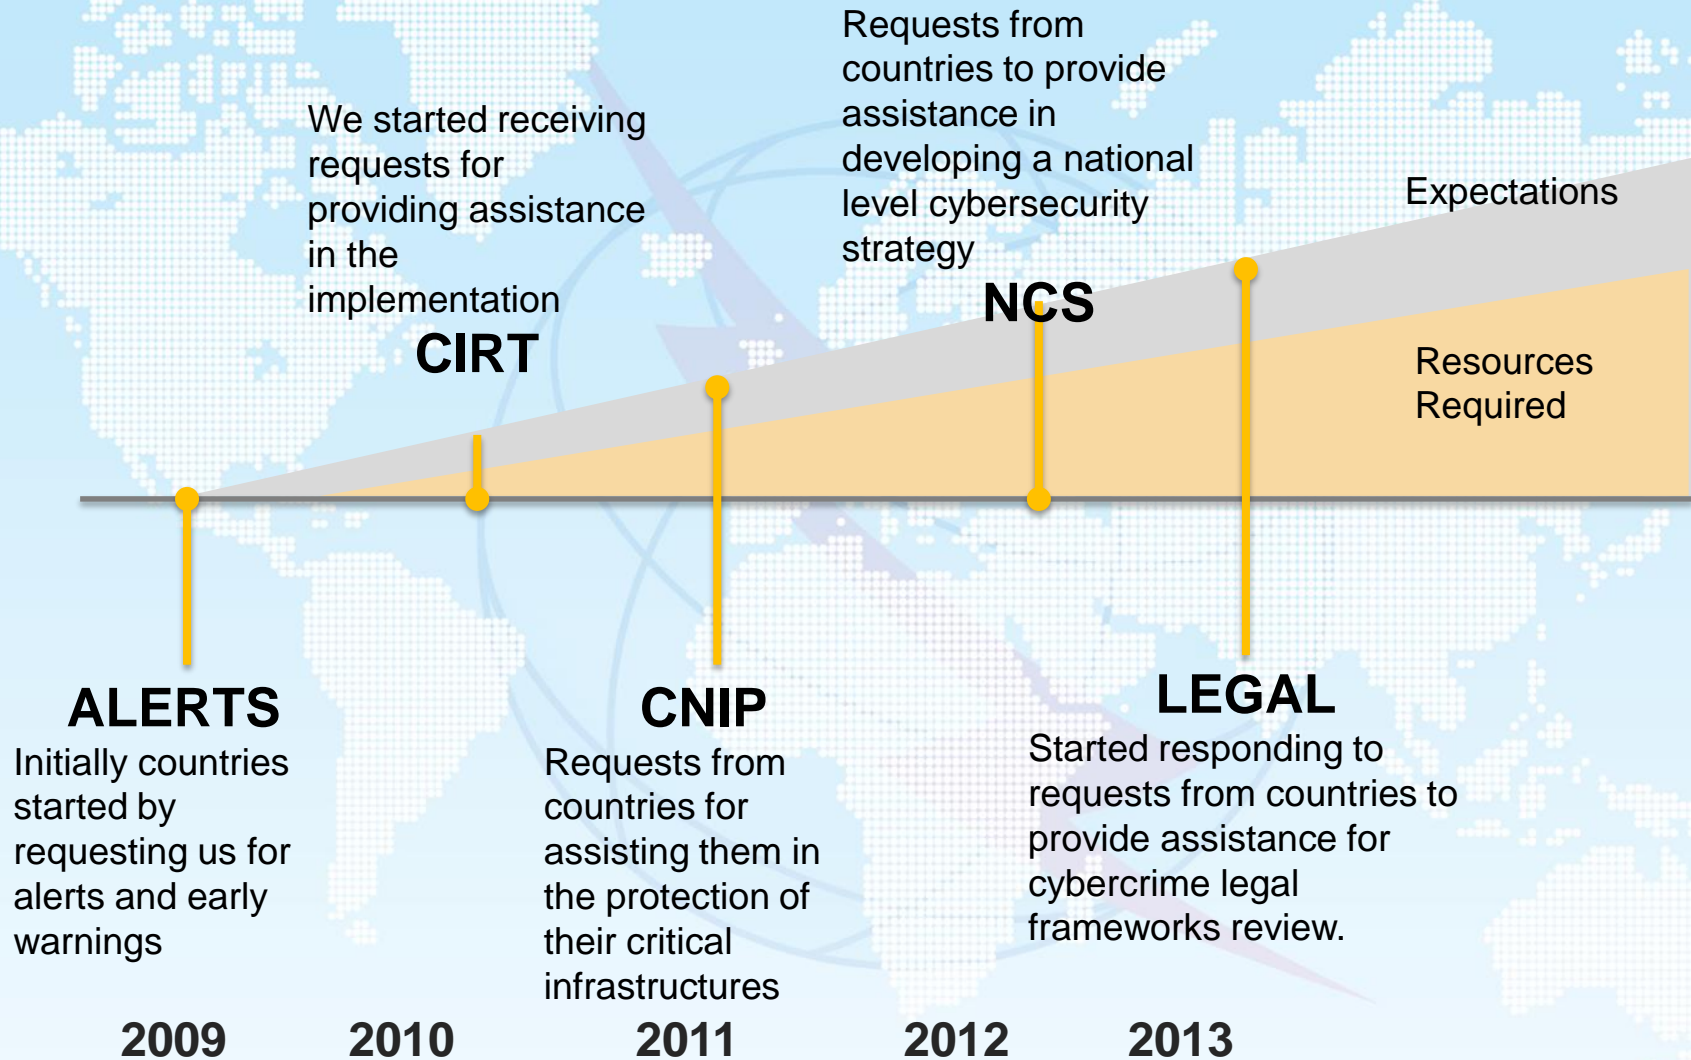 We started receiving
requests for
providing assistance
in the
implementation
CIRT
Requests from
countries to provide
assistance in
developing a national
level cybersecurity
strategy
NCS
Expectations
Resources
Required
ALERTS
Initially countries
started by
requesting us for
alerts and early
warnings
CNIP
Requests from
countries for
assisting them in
the protection of
their critical
infrastructures
LEGAL
Started responding to
requests from countries to
provide assistance for
cybercrime legal
frameworks review.
2009 2010 2011 2012 2013